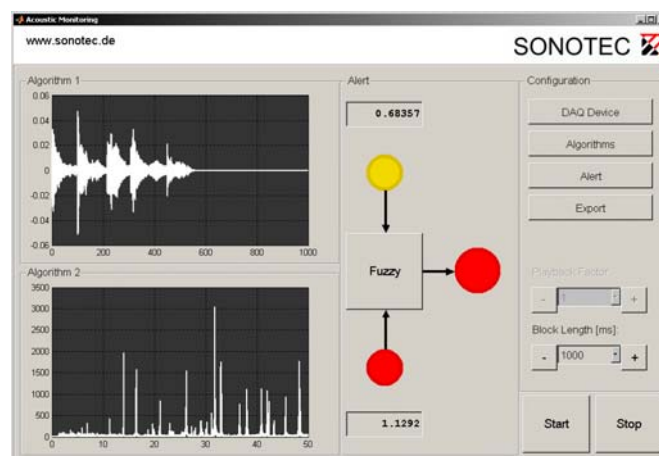 Acoustic Monitoring
www.sonotec.de
SONOTEC
Algorithm 1
0.06
0.04
0.02
0
-0.02
-0.04
-0.06
0 200 400 600 800 1000
Algorithm 2
3500
3000
2500
2000
1500
1000
500
0
0 10 20 30 40 50
Alert
0.68357
Fuzzy
1.1292
Configuration
DAQ Device
Algorithms
Alert
Export
Playback Factor
- 1 +
Block Length [ms]:
- 1000 +
Start Stop